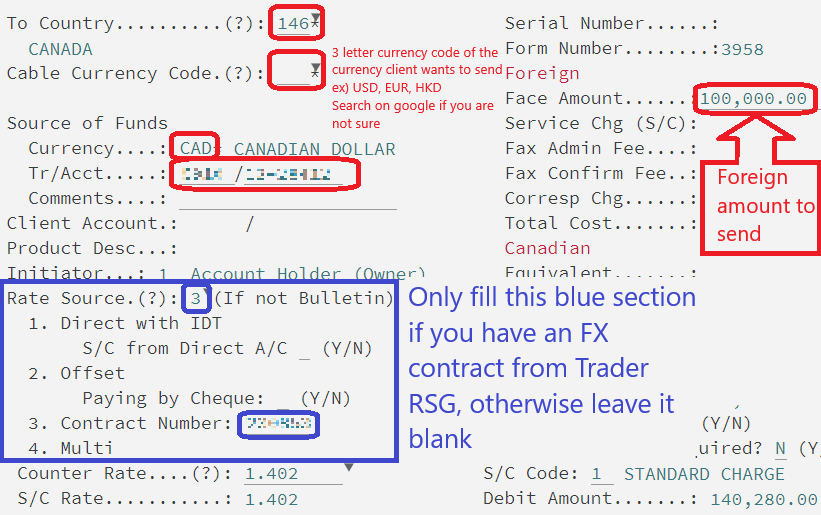 To Country..........(?): 146*
CANADA
Cable Currency Code.(?): *
3 letter currency code of the
currency client wants to send
ex) USD, EUR, HKD
Search on google if you are
not sure
Source of Funds
Currency....: CAD* CANADIAN DOLLAR
Tr/Acct.....: /
Comments....:
Client Account.: /
Product Desc...:
Initiator...: 1 Account Holder (Owner)
Serial Number......:
Form Number........:3958
Foreign
Face Amount......:100,000.00
Service Chg (S/C):
Fax Admin Fee....:
Fax Confirm Fee..:
Corresp Chg......:
Total Cost.......:
Canadian
Equivalent.......:
Foreign
amount to
send
Rate Source.(?): 3 (If not Bulletin)
1. Direct with IDT
S/C from Direct A/C _ (Y/N)
2. Offset
Paying by Cheque: _ (Y/N)
3. Contract Number:
4. Multi
Only fill this blue section
if you have an FX
contract from Trader
RSG, otherwise leave it
blank
(Y/N)
uired? N (Y/
Counter Rate....(?): 1.402
S/C Rate...........: 1.402
S/C Code: 1 STANDARD CHARGE
Debit Amount.......: 140,280.00